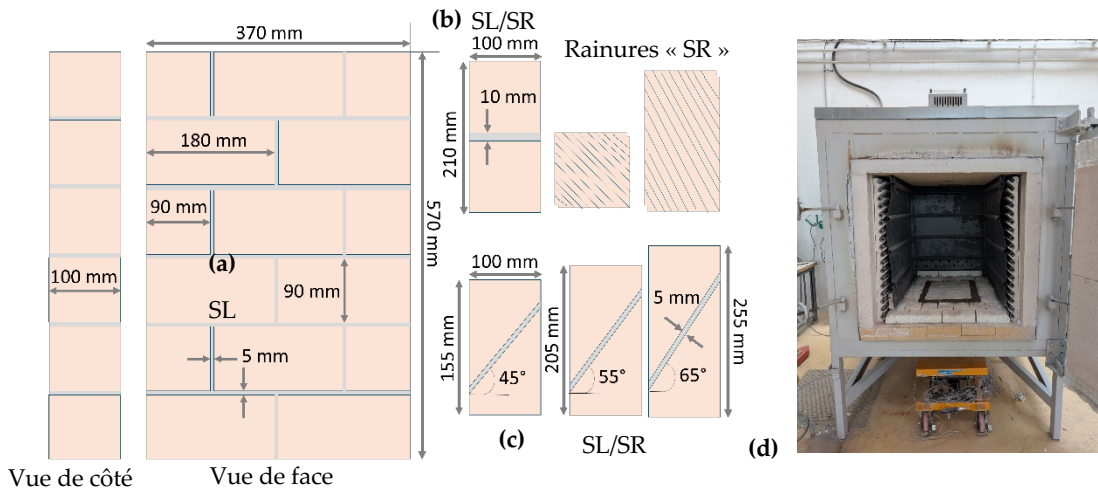 370 mm
180 mm
90 mm
(a)
100 mm
90 mm
SL
5 mm
570 mm
Vue de côté
Vue de face
(b)
SL/SR
100 mm
Rainures « SR »
10 mm
210 mm
100 mm
155 mm
45°
205 mm
55°
5 mm
65°
255 mm
(c)
SL/SR
(d)